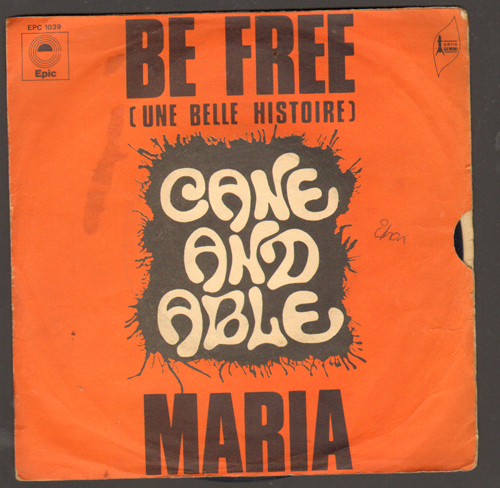 EPC 1039
Epic
BE FREE
(UNE BELLE HISTOIRE)
CANE
AND
ABLE
MARIA